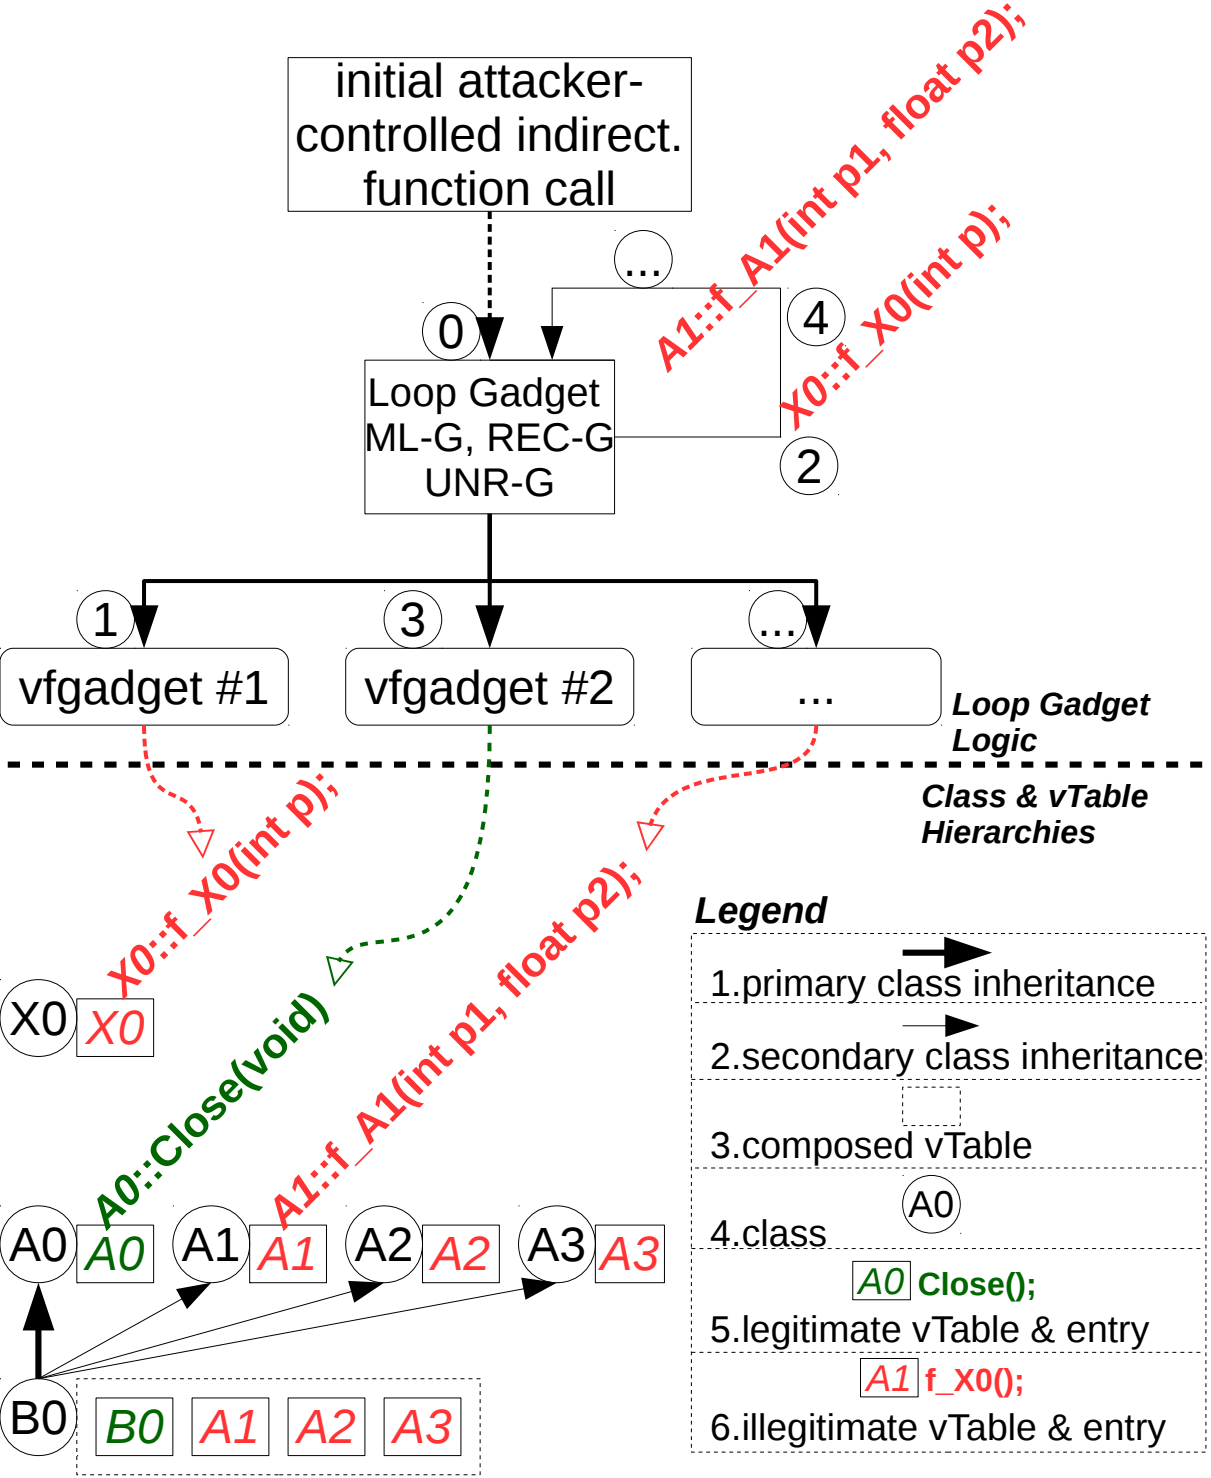 initial attacker-
controlled indirect.
function call
...
A1::f_A1(int p1, float p2);
0
4
X0::f_X0(int p);
Loop Gadget
ML-G, REC-G
UNR-G
2
1
3
...
vfgadget #1
vfgadget #2
...
Loop Gadget
Logic
Class & vTable
Hierarchies
X0::f_X0(int p);
X0
X0
A0::Close(void)
A1::f_A1(int p1, float p2);
A0
A0
A1
A1
A2
A2
A3
A3
B0
B0
A1
A2
A3
Legend
1.primary class inheritance
2.secondary class inheritance
3.composed vTable
A0
4.class
A0 Close();
5.legitimate vTable & entry
A1 f_X0();
6.illegitimate vTable & entry